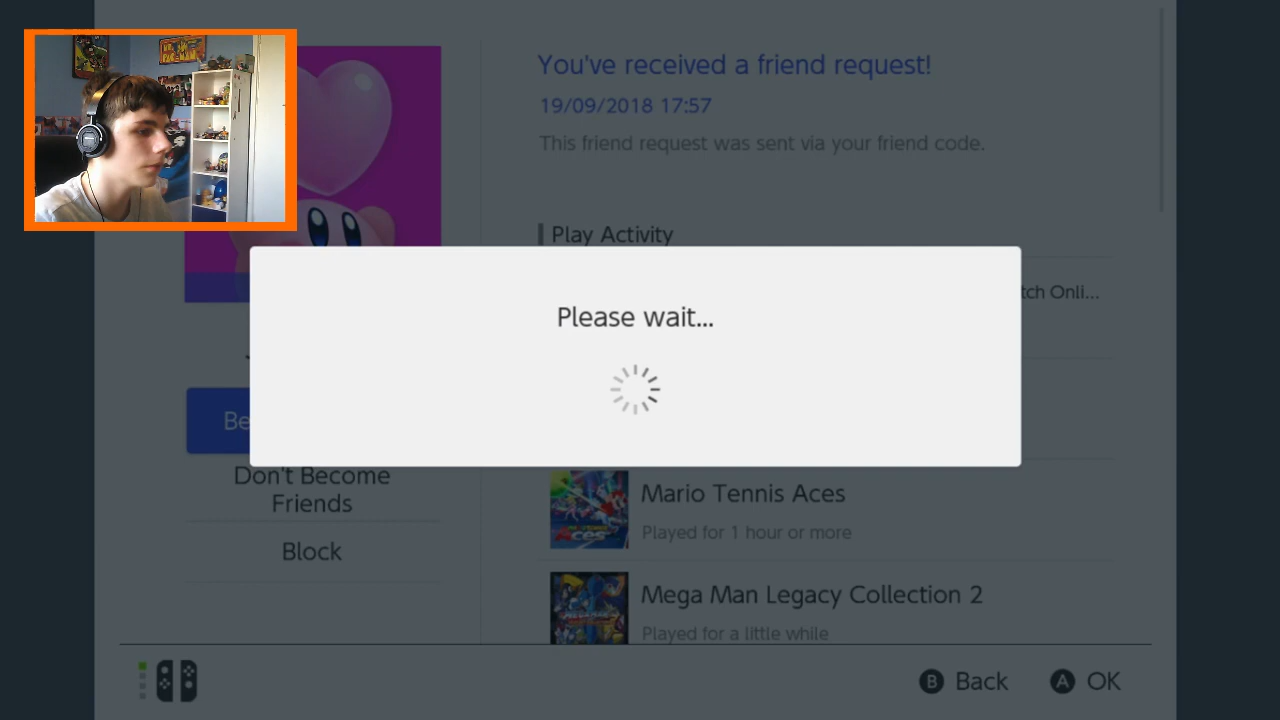 You've received a friend request!
19/09/2018 17:57
This friend request was sent via your friend code.
Play Activity
Please wait...
Don't Become
Friends
Block
Mario Tennis Aces
Played for 1 hour or more
Mega Man Legacy Collection 2
Played for a little while
B Back
A OK